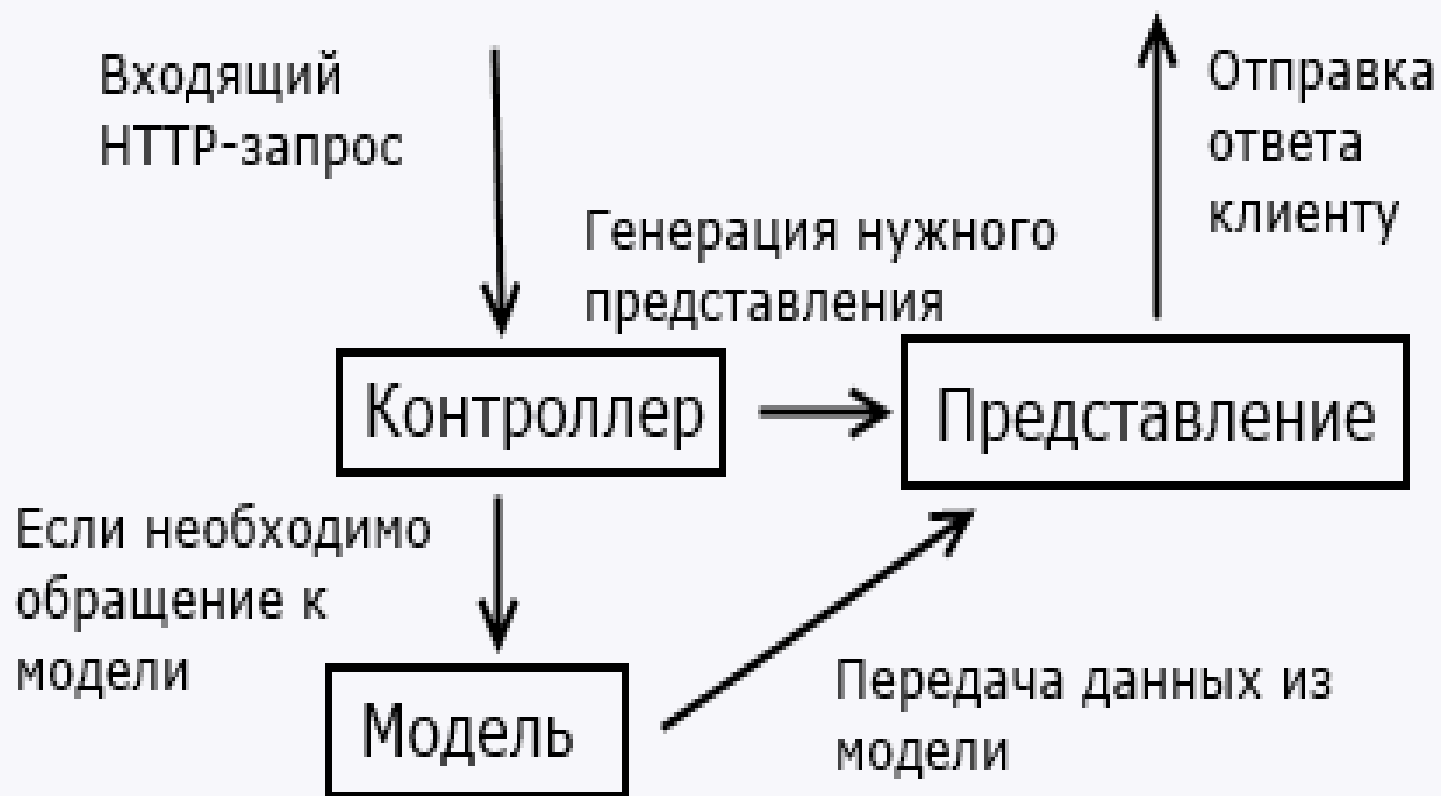 Входящий
HTTP-запрос
Отправка
ответа
клиенту
Генерация нужного
представления
Контроллер
Представление
Если необходимо
обращение к
модели
Модель
Передача данных из
модели